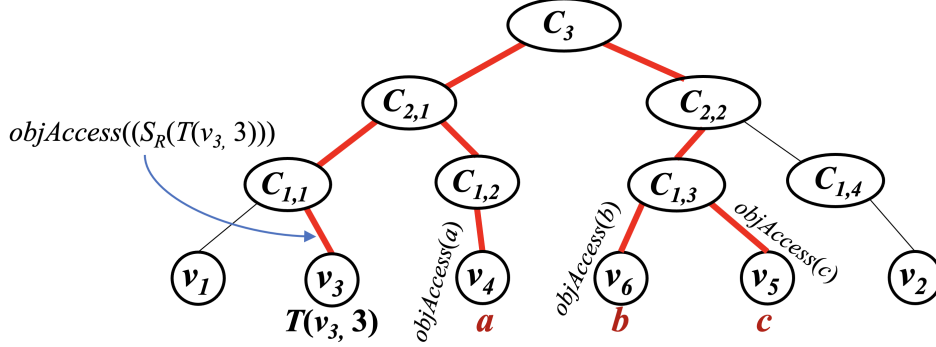 C3
C2,1
C2,2
objAccess((SR(T(v3, 3)))
C1,1
C1,2
C1,3
C1,4
objAccess(a)
objAccess(b)
objAccess(c)
v1
v3
v4
v6
v5
v2
T(v3, 3)
a
b
c